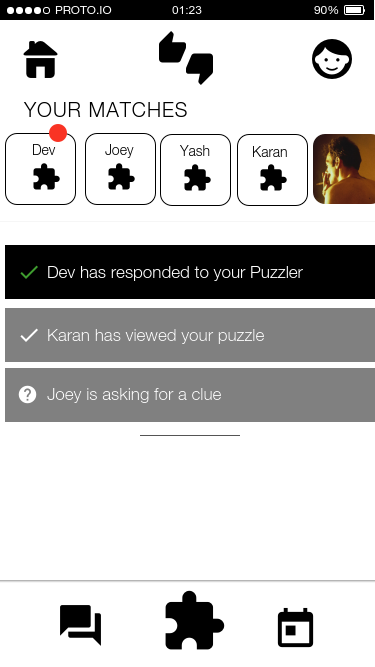 PROTO.IO 01:23 90%
YOUR MATCHES
Dev Joey Yash Karan
Dev has responded to your Puzzler
Karan has viewed your puzzle
Joey is asking for a clue